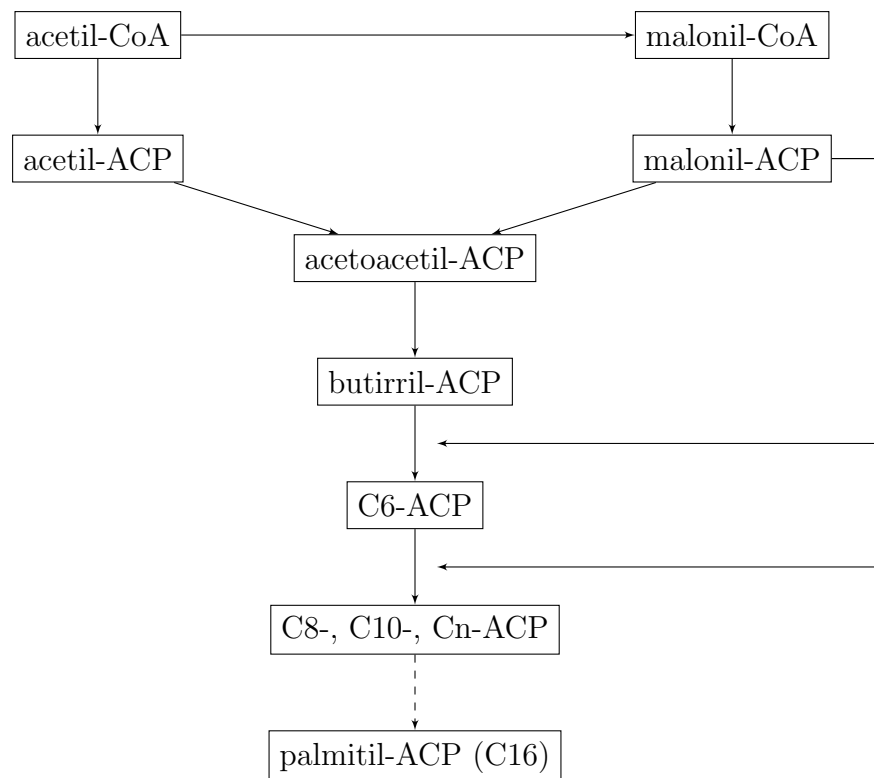 acetil-CoA
malonil-CoA
acetil-ACP
malonil-ACP
acetoacetil-ACP
butirril-ACP
C6-ACP
C8-, C10-, Cn-ACP
palmitil-ACP (C16)